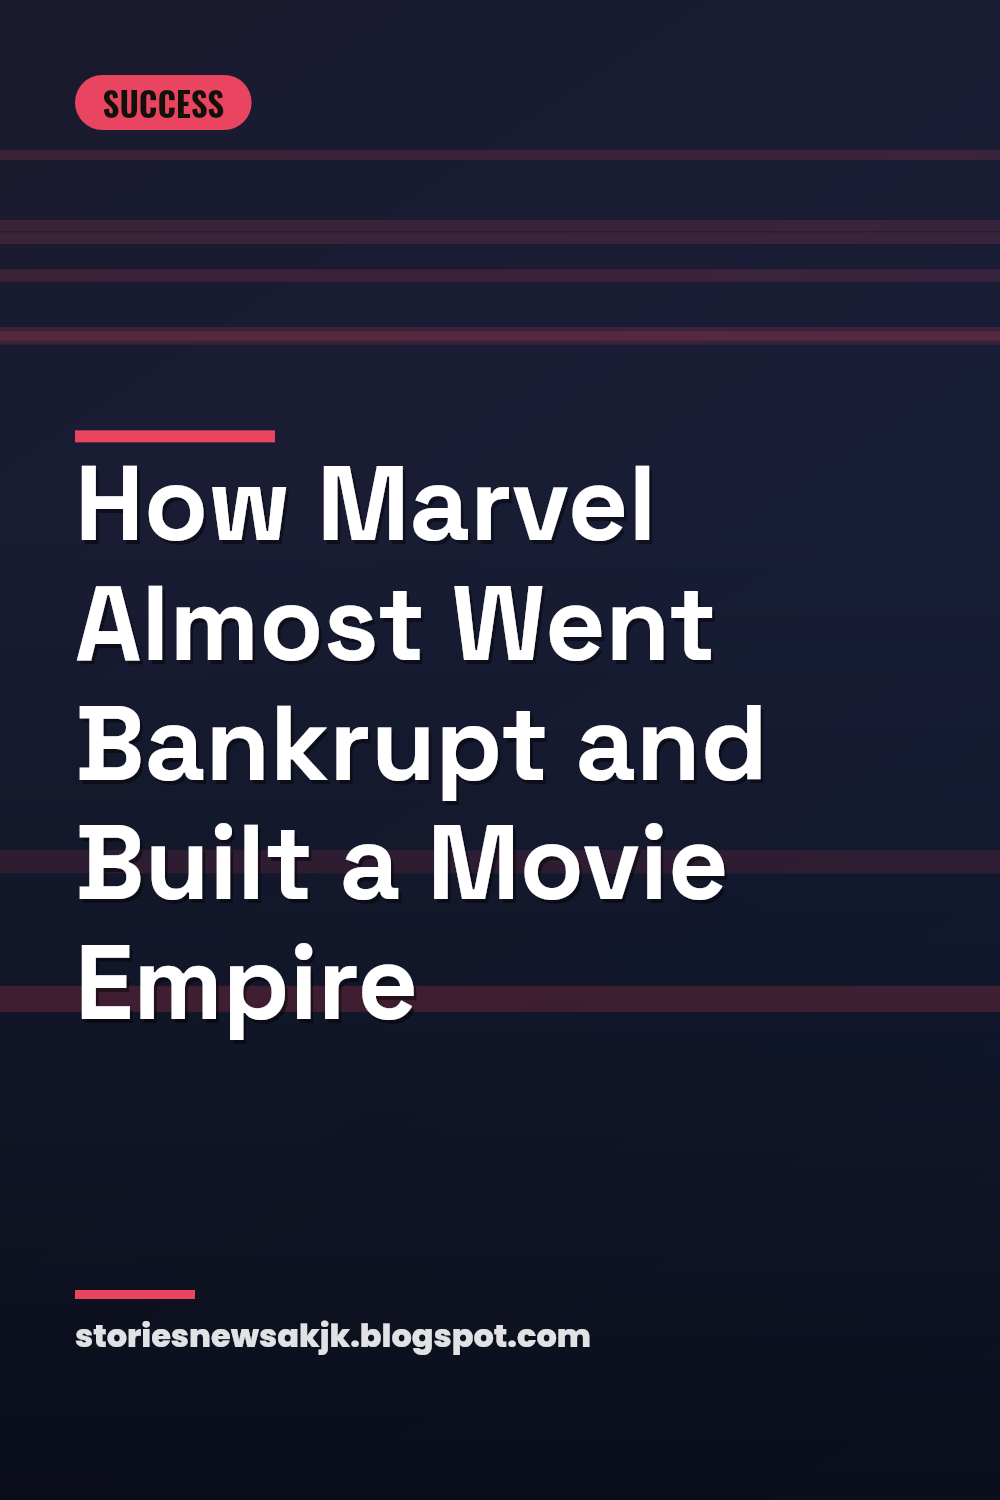 SUCCESS
How Marvel
Almost Went
Bankrupt and
Built a Movie
Empire
storiesnewsakjk.blogspot.com